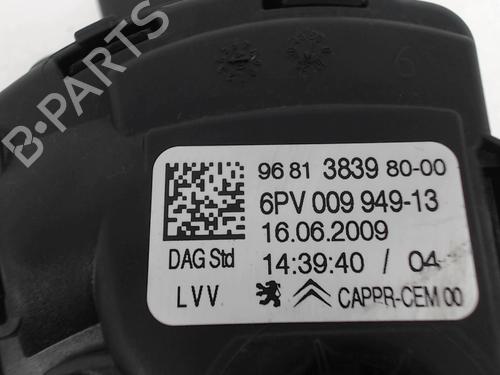 B-PARTS
6
96 81 3839 80-00
6PV 009 949-13
16.06.2009
DAG Std 14:39:40 / 04
LVV CAPPR-CEM 00